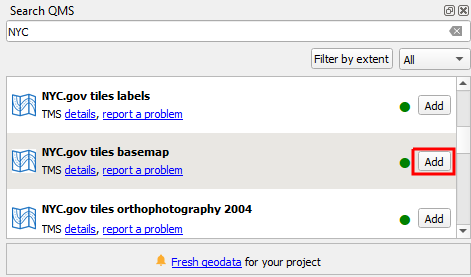 Search QMS
NYC
Filter by extent All
NYC.gov tiles labels
TMS details, report a problem Add
NYC.gov tiles basemap
TMS details, report a problem Add
NYC.gov tiles orthophotography 2004
TMS details, report a problem Add
Fresh geodata for your project